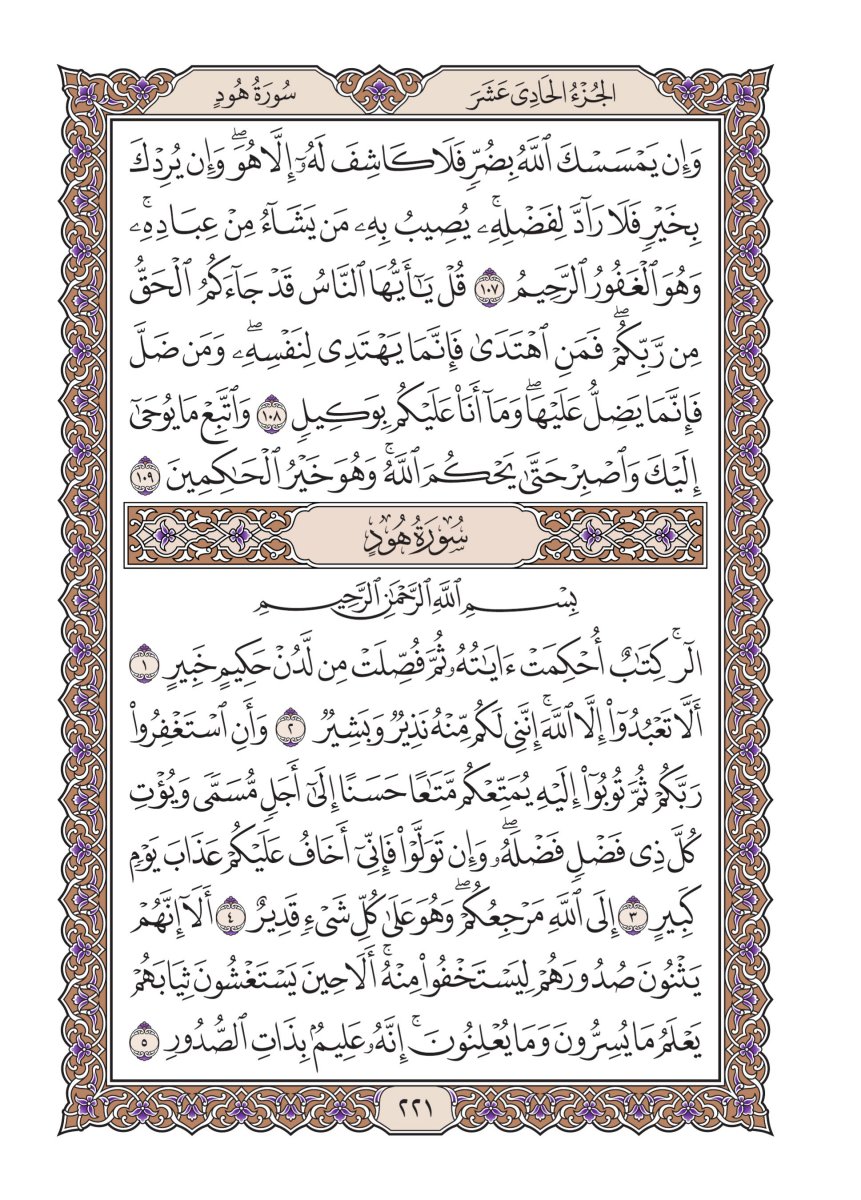 الجُزْءُ الحَادِي عَشَرَ
سُورَةُ هُودٍ
وَإِن يَمْسَسْكَ ٱللَّهُ بِضُرٍّ فَلَا كَاشِفَ لَهُۥٓ إِلَّا هُوَۖ وَإِن يُرِدْكَ
بِخَيْرٍ فَلَا رَآدَّ لِفَضْلِهِۦۚ يُصِيبُ بِهِۦ مَن يَشَآءُ مِنْ عِبَادِهِۦۚ
وَهُوَ ٱلْغَفُورُ ٱلرَّحِيمُ ١٠٧ قُلْ يَـٰٓأَيُّهَا ٱلنَّاسُ قَدْ جَآءَكُمُ ٱلْحَقُّ
مِن رَّبِّكُمْۖ فَمَنِ ٱهْتَدَىٰ فَإِنَّمَا يَهْتَدِى لِنَفْسِهِۦۖ وَمَن ضَلَّ
فَإِنَّمَا يَضِلُّ عَلَيْهَاۖ وَمَآ أَنَا۠ عَلَيْكُم بِوَكِيلٍ ١٠٨ وَٱتَّبِعْ مَا يُوحَىٰٓ
إِلَيْكَ وَٱصْبِرْ حَتَّىٰ يَحْكُمَ ٱللَّهُۚ وَهُوَ خَيْرُ ٱلْحَـٰكِمِينَ ١٠٩
سُورَةُ هُودٍ
بِسْمِ ٱللَّهِ ٱلرَّحْمَـٰنِ ٱلرَّحِيمِ
الٓرۚ كِتَـٰبٌ أُحْكِمَتْ ءَايَـٰتُهُۥ ثُمَّ فُصِّلَتْ مِن لَّدُنْ حَكِيمٍ خَبِيرٍ ١
أَلَّا تَعْبُدُوٓا۟ إِلَّا ٱللَّهَۚ إِنَّنِى لَكُم مِّنْهُ نَذِيرٌ وَبَشِيرٌ ٢ وَأَنِ ٱسْتَغْفِرُوا۟
رَبَّكُمْ ثُمَّ تُوبُوٓا۟ إِلَيْهِ يُمَتِّعْكُم مَّتَـٰعًا حَسَنًا إِلَىٰٓ أَجَلٍ مُّسَمًّى وَيُؤْتِ
كُلَّ ذِى فَضْلٍ فَضْلَهُۥۖ وَإِن تَوَلَّوْا۟ فَإِنِّىٓ أَخَافُ عَلَيْكُمْ عَذَابَ يَوْمٍ
كَبِيرٍ ٣ إِلَى ٱللَّهِ مَرْجِعُكُمْۖ وَهُوَ عَلَىٰ كُلِّ شَىْءٍ قَدِيرٌ ٤ أَلَآ إِنَّهُمْ
يَثْنُونَ صُدُورَهُمْ لِيَسْتَخْفُوا۟ مِنْهُۚ أَلَا حِينَ يَسْتَغْشُونَ ثِيَابَهُمْ
يَعْلَمُ مَا يُسِرُّونَ وَمَا يُعْلِنُونَۚ إِنَّهُۥ عَلِيمٌۢ بِذَاتِ ٱلصُّدُورِ ٥
٢٢١